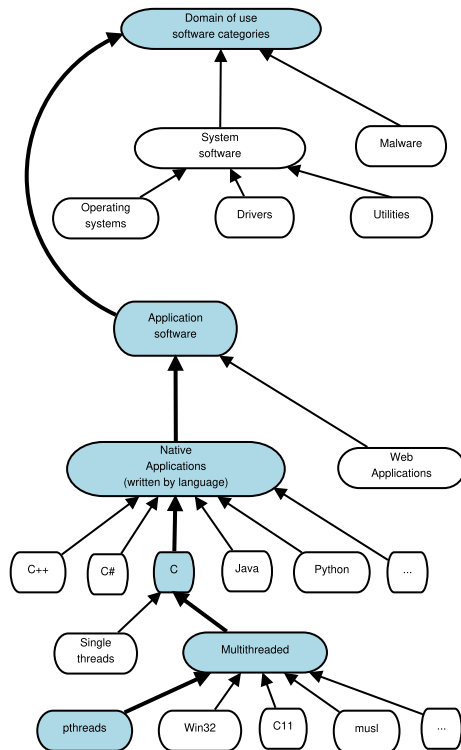 Domain of use
software categories
System
software
Malware
Operating
systems
Drivers
Utilities
Application
software
Native
Applications
(written by language)
Web
Applications
C++
C#
C
Java
Python
...
Single
threads
Multithreaded
pthreads
Win32
C11
musl
...